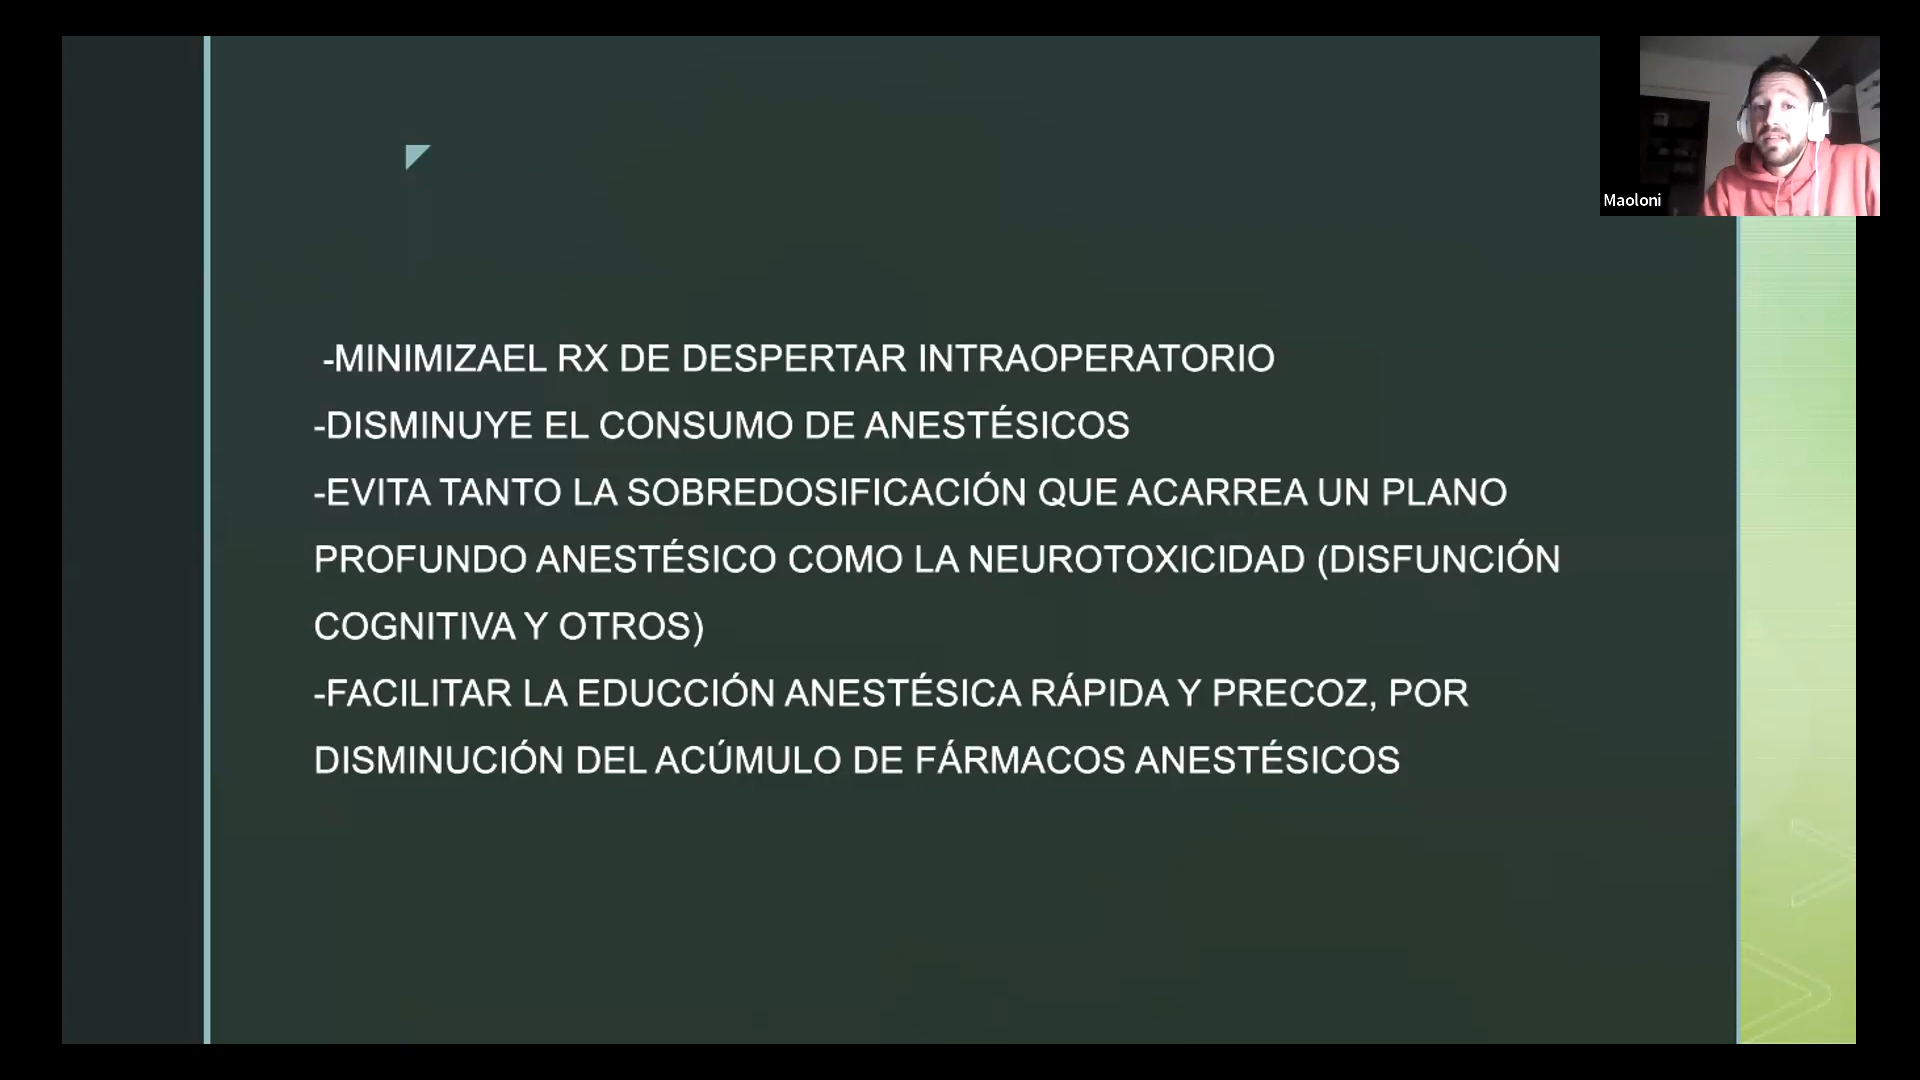 Maoloni
-MINIMIZAEL RX DE DESPERTAR INTRAOPERATORIO
-DISMINUYE EL CONSUMO DE ANESTÉSICOS
-EVITA TANTO LA SOBREDOSIFICACIÓN QUE ACARREA UN PLANO
PROFUNDO ANESTÉSICO COMO LA NEUROTOXICIDAD (DISFUNCIÓN
COGNITIVA Y OTROS)
-FACILITAR LA EDUCCIÓN ANESTÉSICA RÁPIDA Y PRECOZ, POR
DISMINUCIÓN DEL ACÚMULO DE FÁRMACOS ANESTÉSICOS